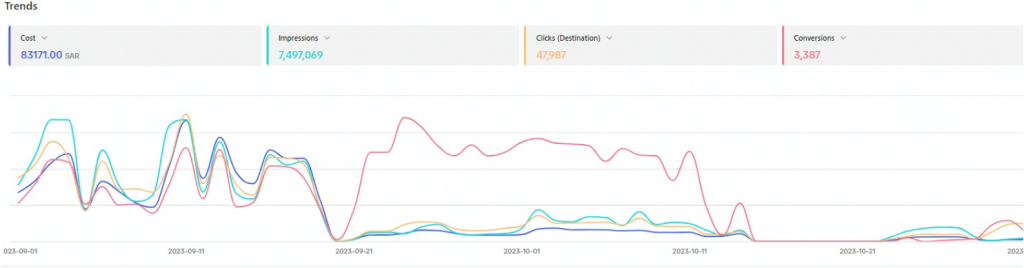 Trends
Cost Impressions Clicks (Destination) Conversions
83171.00 SAR 7,497,069 47,987 3,387
023-09-01 2023-09-11 2023-09-21 2023-10-01 2023-10-11 2023-10-21 2023